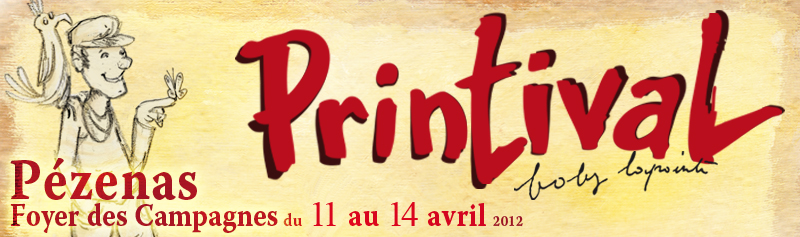 Printival
boby lapointe
Pézenas
Foyer des Campagnes du 11 au 14 avril 2012